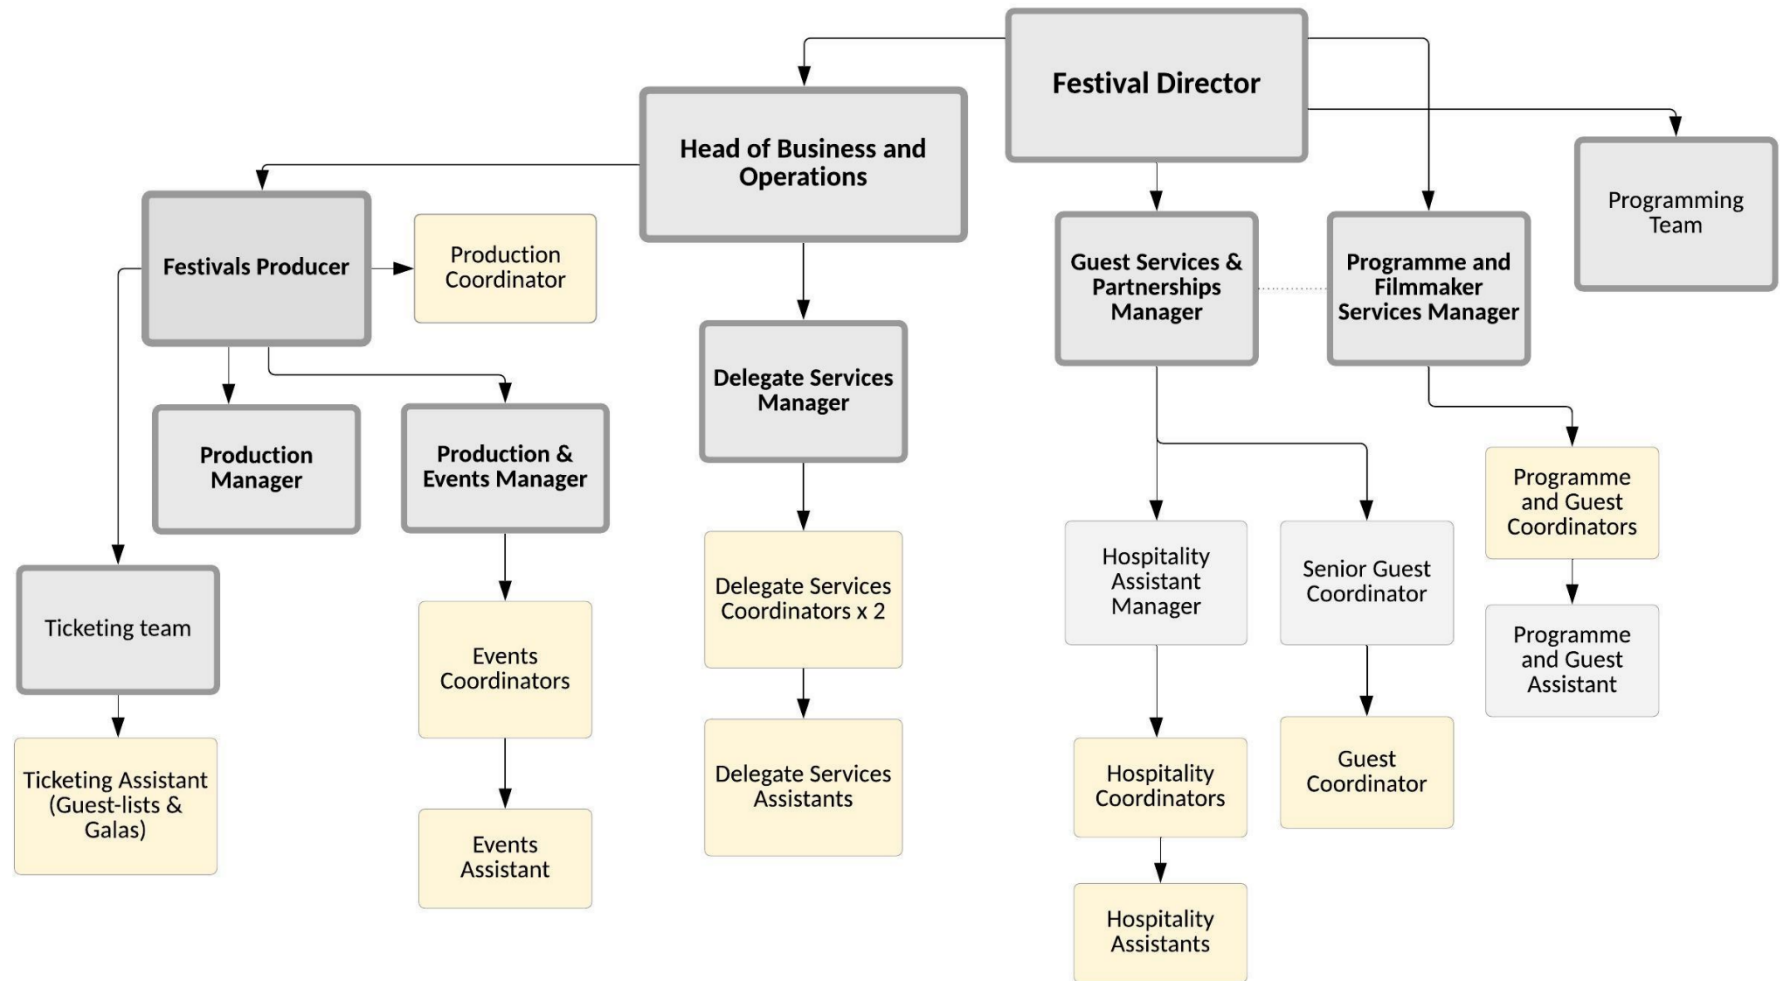 Festival Director
Head of Business and
Operations
Programming
Team
Festivals Producer
Production
Coordinator
Guest Services &
Partnerships
Manager
Programme and
Filmmaker
Services Manager
Delegate Services
Manager
Production
Manager
Production &
Events Manager
Programme
and Guest
Coordinators
Hospitality
Assistant
Manager
Senior Guest
Coordinator
Delegate Services
Coordinators x 2
Ticketing team
Events
Coordinators
Programme
and Guest
Assistant
Ticketing Assistant
(Guest-lists &
Galas)
Delegate Services
Assistants
Hospitality
Coordinators
Guest
Coordinator
Events
Assistant
Hospitality
Assistants